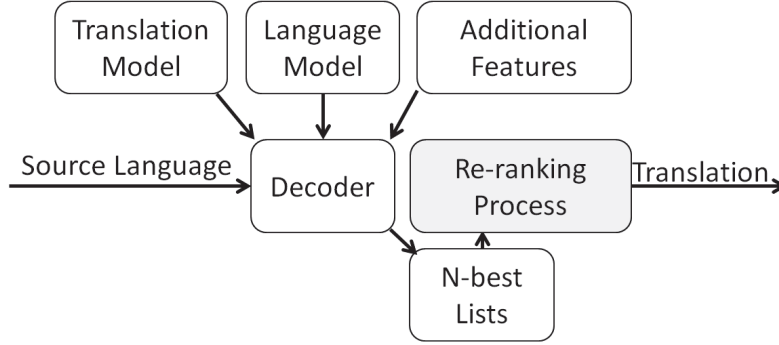 Translation
Model
Language
Model
Additional
Features
Source Language
Decoder
Re-ranking
Process
Translation
N-best
Lists